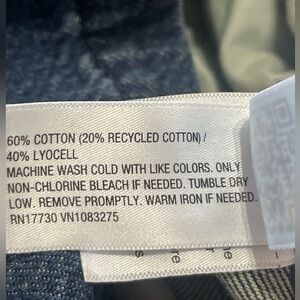 60% COTTON (20% RECYCLED COTTON) /
40% LYOCELL
MACHINE WASH COLD WITH LIKE COLORS. ONLY
NON-CHLORINE BLEACH IF NEEDED. TUMBLE DRY
LOW. REMOVE PROMPTLY. WARM IRON IF NEEDED.
RN17730 VN1083275